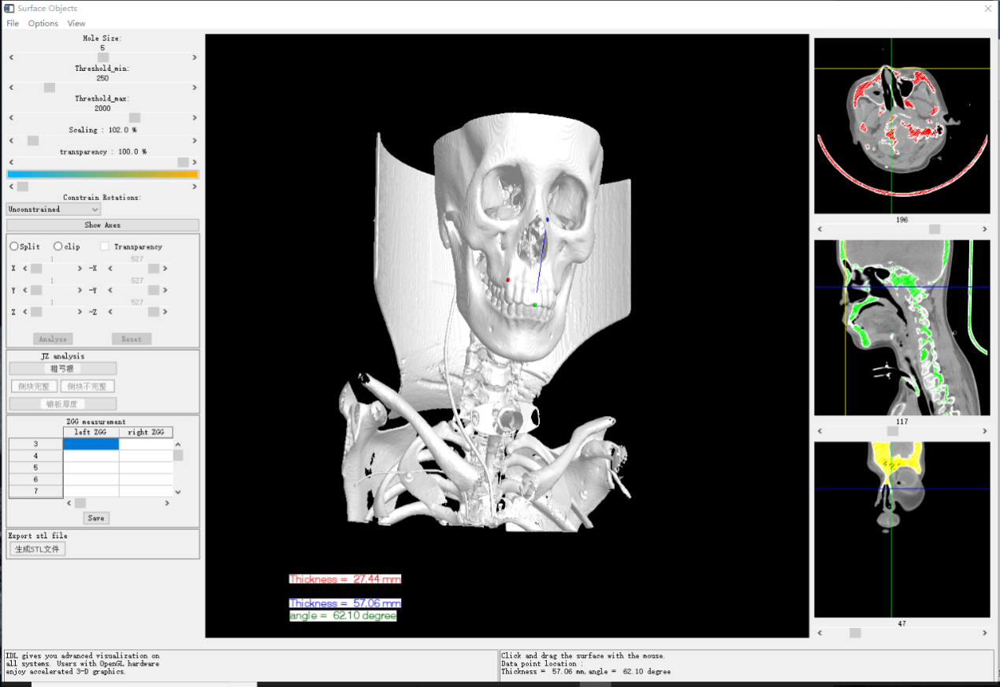 Surface Objects
File Options View
Hole Size:
5
Threshold_min:
250
Threshold_max:
2000
Scaling : 102.0 %
transparency : 100.0 %
Constrain Rotations:
Unconstrained
Show Axes
Split clip Transparency
1 527
X -X
1 527
Y -Y
1 527
Z -Z
Analyze Reset
JZ analysis
椎弓根
侧块完整 侧块不完整
椎板厚度
ZGG measurement
left ZGG right ZGG
3
4
5
6
7
Save
Export stl file
生成STL文件
Thickness = 27.44 mm
Thickness = 57.06 mm
angle = 62.10 degree
196
117
47
IDL gives you advanced visualization on
all systems. Users with OpenGL hardware
enjoy accelerated 3-D graphics.
Click and drag the surface with the mouse.
Data point location :
Thickness = 57.06 mm,angle = 62.10 degree